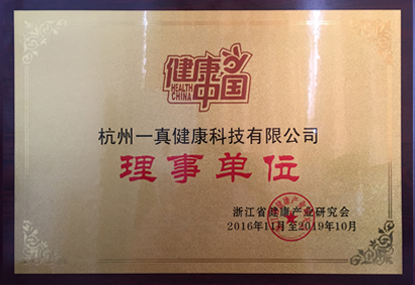 健康中国
HEALTH
CHINA
杭州一真健康科技有限公司
理事单位
浙江省健康产业研究会
2016年11月至2019年10月